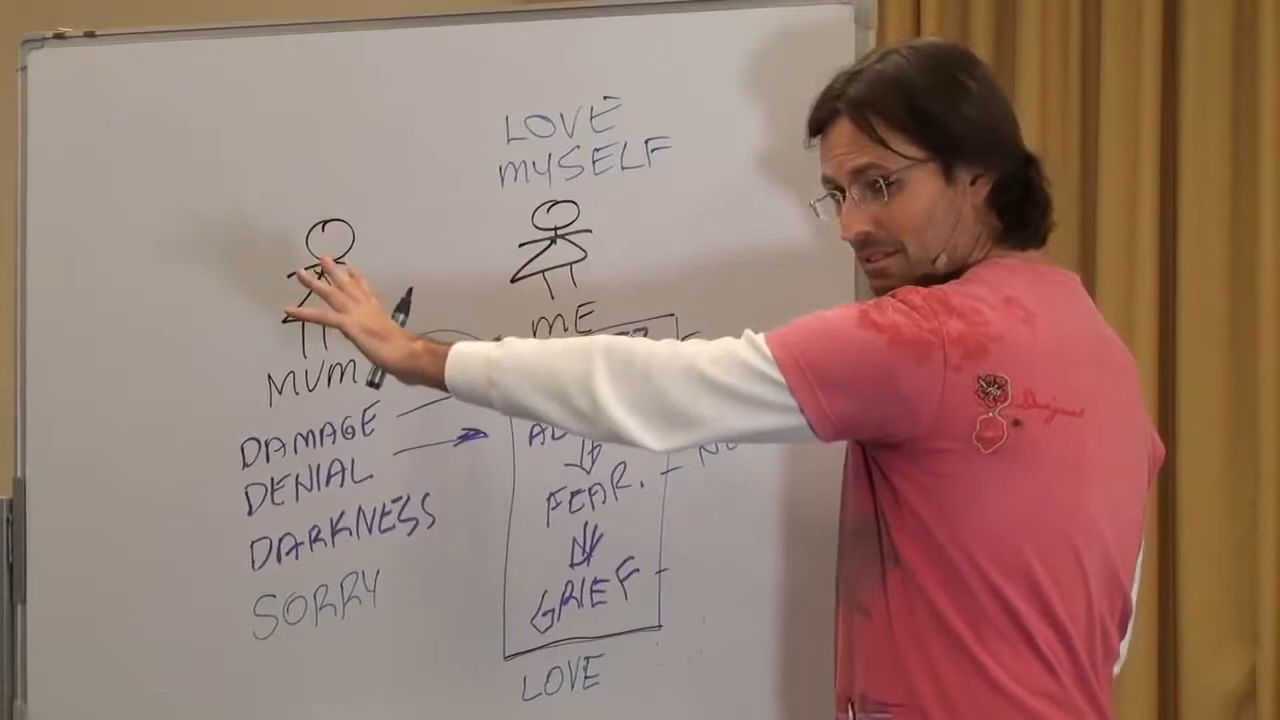 LOVE
MYSELF
ME
MUM
DAMAGE
DENIAL
DARKNESS
SORRY
FEAR.
GRIEF
LOVE